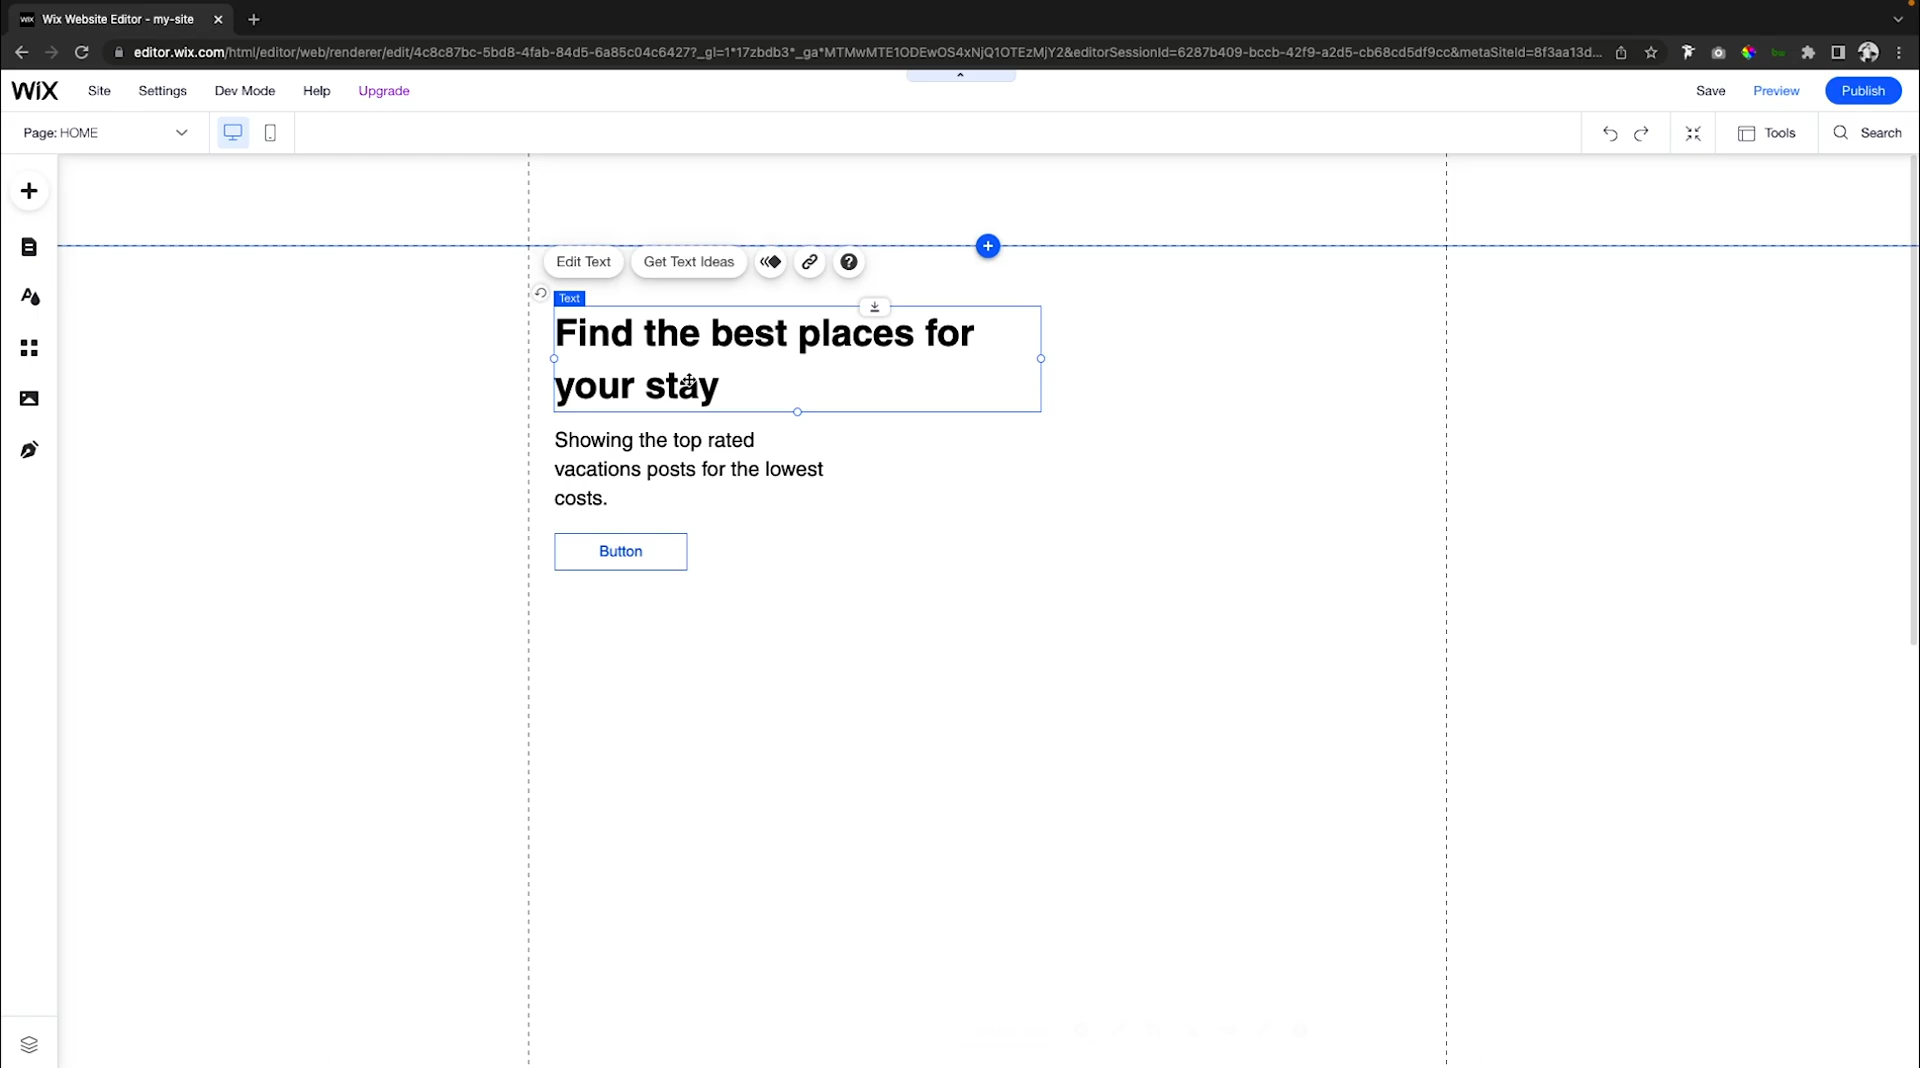 WiX Wix Website Editor - my-site
editor.wix.com/html/editor/web/renderer/edit/4c8c87bc-5bd8-4fab-84d5-6a85c04c6427?_gl=1*17zbdb3*_ga*MTMwMTE1ODEwOS4xNjQ1OTEzMjY2&editorSessionId=6287b409-bccb-42f9-a2d5-cb68cd5df9cc&metaSiteId=8f3aa13d...
WiX Site Settings Dev Mode Help Upgrade Save Preview Publish
Page: HOME Tools Search
Edit Text Get Text Ideas
Text
Find the best places for
your stay
Showing the top rated
vacations posts for the lowest
costs.
Button